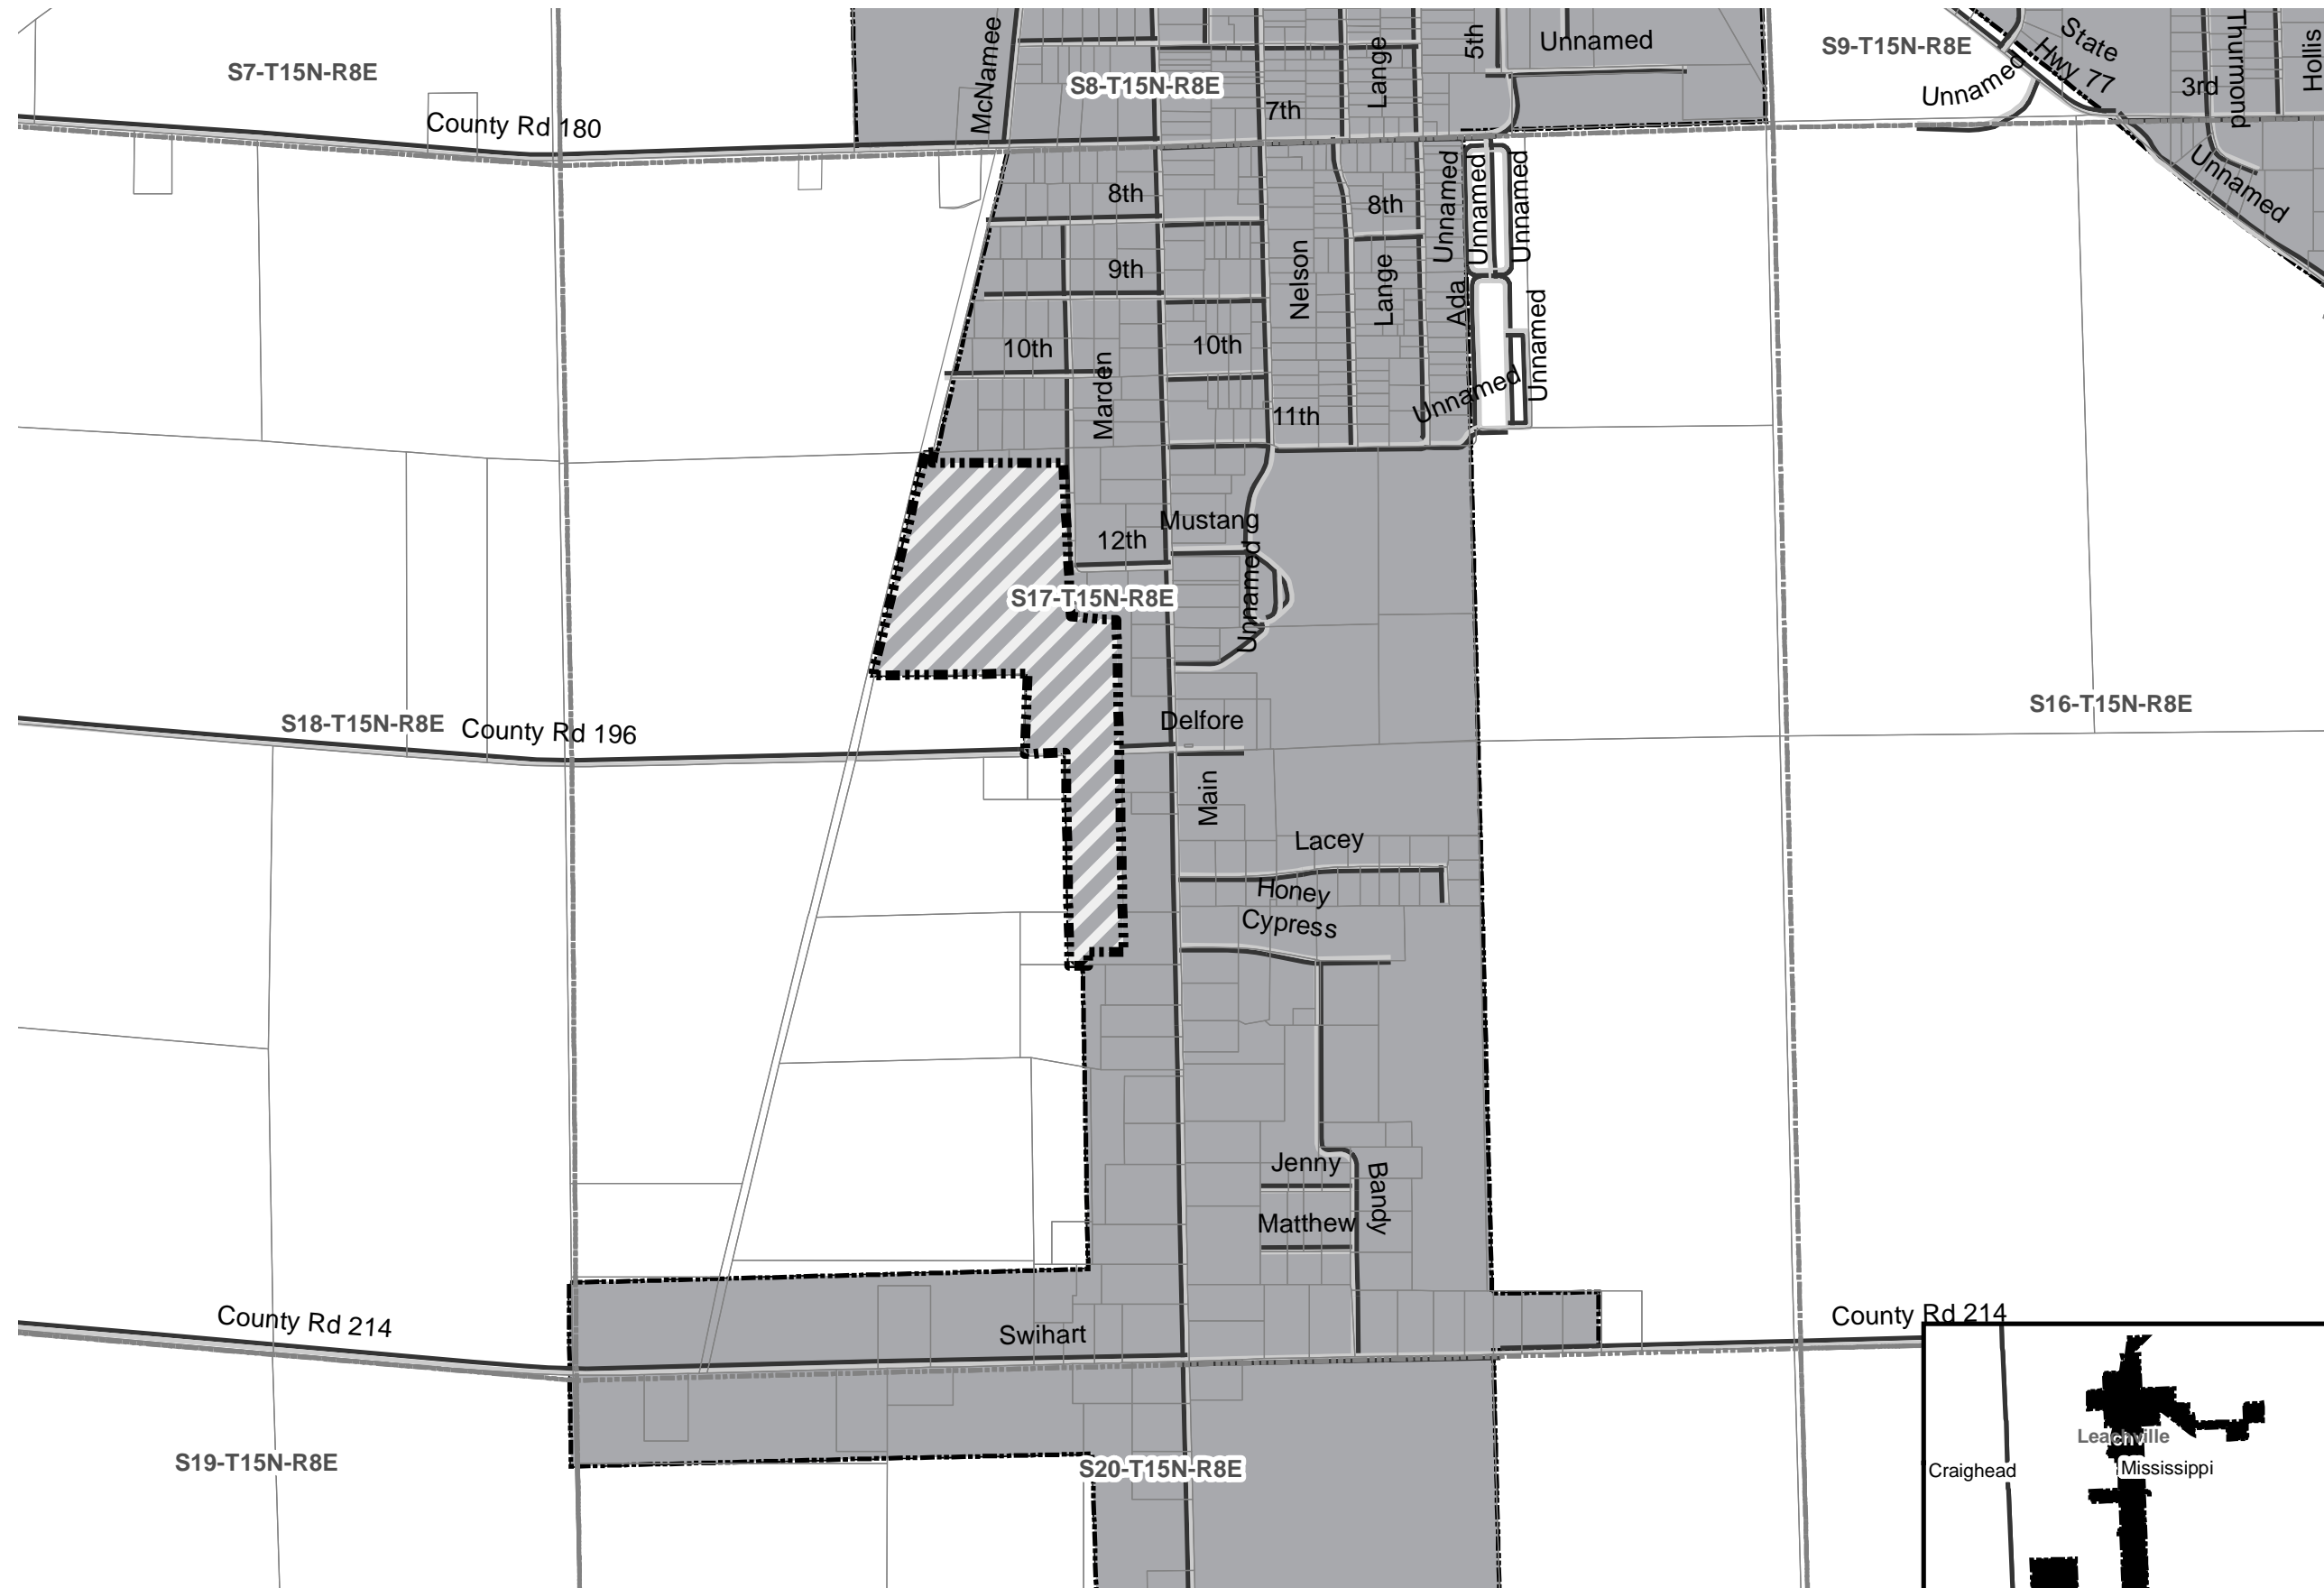 S7-T15N-R8E
County Rd 180
McNamee
S8-T15N-R8E
7th
Lange
5th
Unnamed
S9-T15N-R8E
State
Hwy 77
Unnamed
3rd
Thurmond
Hollis
Unnamed
8th
9th
10th
Marden
10th
Nelson
8th
Lange
11th
Unnamed
Unnamed
Unnamed
Ada
Unnamed
Unnamed
Mustang
12th
Unnamed
S17-T15N-R8E
S18-T15N-R8E
County Rd 196
Delfore
Main
S16-T15N-R8E
Lacey
Honey
Cypress
Jenny
Bandy
Matthew
County Rd 214
Swihart
County Rd 214
S19-T15N-R8E
S20-T15N-R8E
Leachville
Craighead
Mississippi